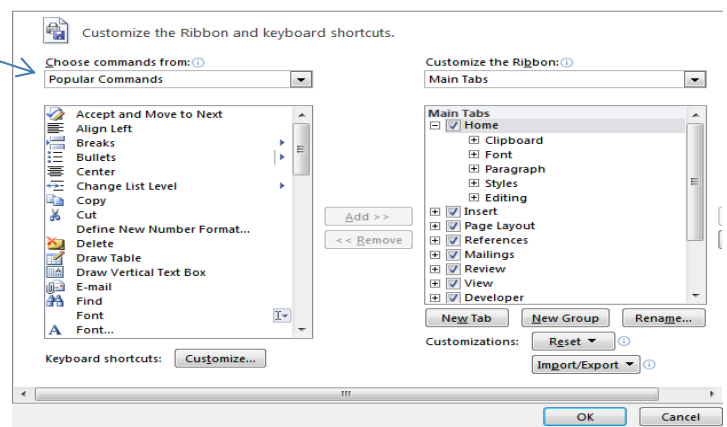 Customize the Ribbon and keyboard shortcuts.
Choose commands from:
Popular Commands
Accept and Move to Next
Align Left
Breaks
Bullets
Center
Change List Level
Copy
Cut
Define New Number Format...
Delete
Draw Table
Draw Vertical Text Box
E-mail
Find
Font
Font...
Keyboard shortcuts: Customize...
Add >>
<< Remove
Customize the Ribbon:
Main Tabs
Main Tabs
Home
Clipboard
Font
Paragraph
Styles
Editing
Insert
Page Layout
References
Mailings
Review
View
Developer
New Tab New Group Rename...
Customizations: Reset
Import/Export
OK Cancel